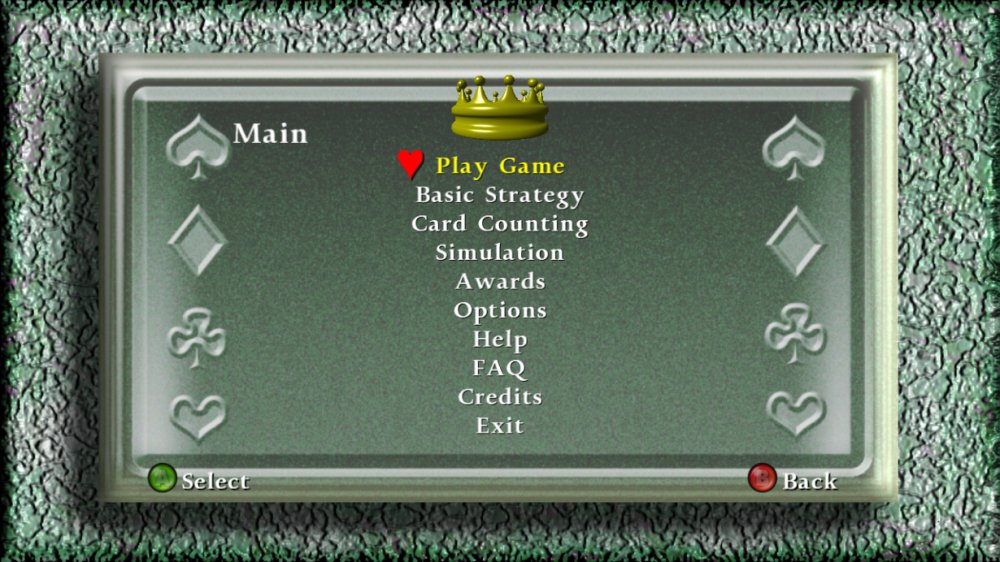 Main
Play Game
Basic Strategy
Card Counting
Simulation
Awards
Options
Help
FAQ
Credits
Exit
A Select
B Back